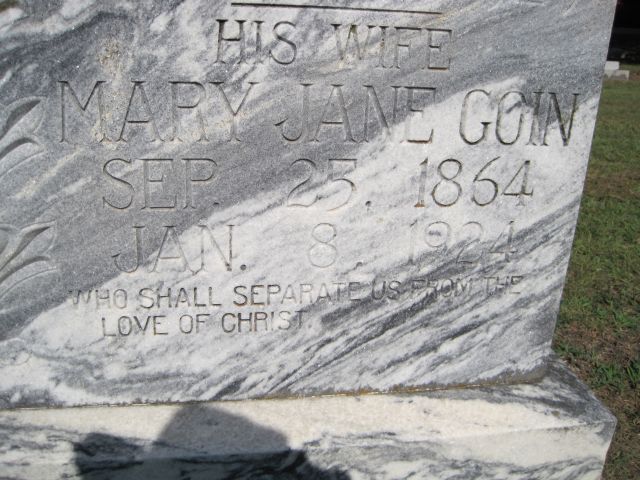 HIS WIFE
MARY JANE GOIN
SEP. 25, 1864
JAN. 8, 1924
WHO SHALL SEPARATE US FROM THE
LOVE OF CHRIST